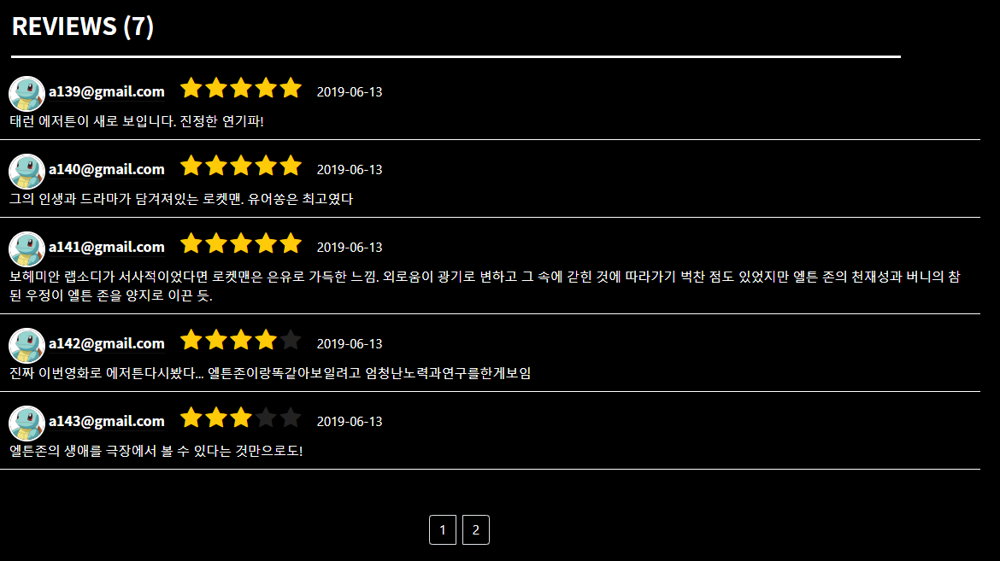 REVIEWS (7)
a139@gmail.com 2019-06-13
태런 에저튼이 새로 보입니다. 진정한 연기파!
a140@gmail.com 2019-06-13
그의 인생과 드라마가 담겨져있는 로켓맨. 유어쏭은 최고였다
a141@gmail.com 2019-06-13
보헤미안 랩소디가 서사적이었다면 로켓맨은 은유로 가득한 느낌. 외로움이 광기로 변하고 그 속에 갇힌 것에 따라가기 벅찬 점도 있었지만 엘튼 존의 천재성과 버니의 참
된 우정이 엘튼 존을 양지로 이끈 듯.
a142@gmail.com 2019-06-13
진짜 이번영화로 에저튼다시봤다... 엘튼존이랑똑같아보일려고 엄청난노력과연구를한게보임
a143@gmail.com 2019-06-13
엘튼존의 생애를 극장에서 볼 수 있다는 것만으로도!
1 2